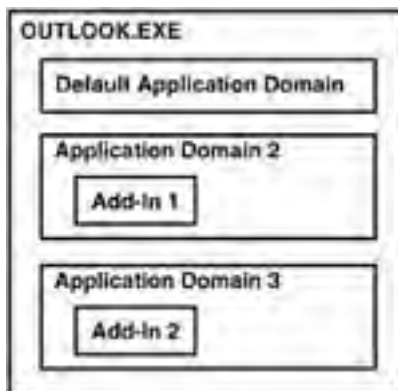 OUTLOOK.EXE
Default Application Domain
Application Domain 2
Add-In 1
Application Domain 3
Add-In 2